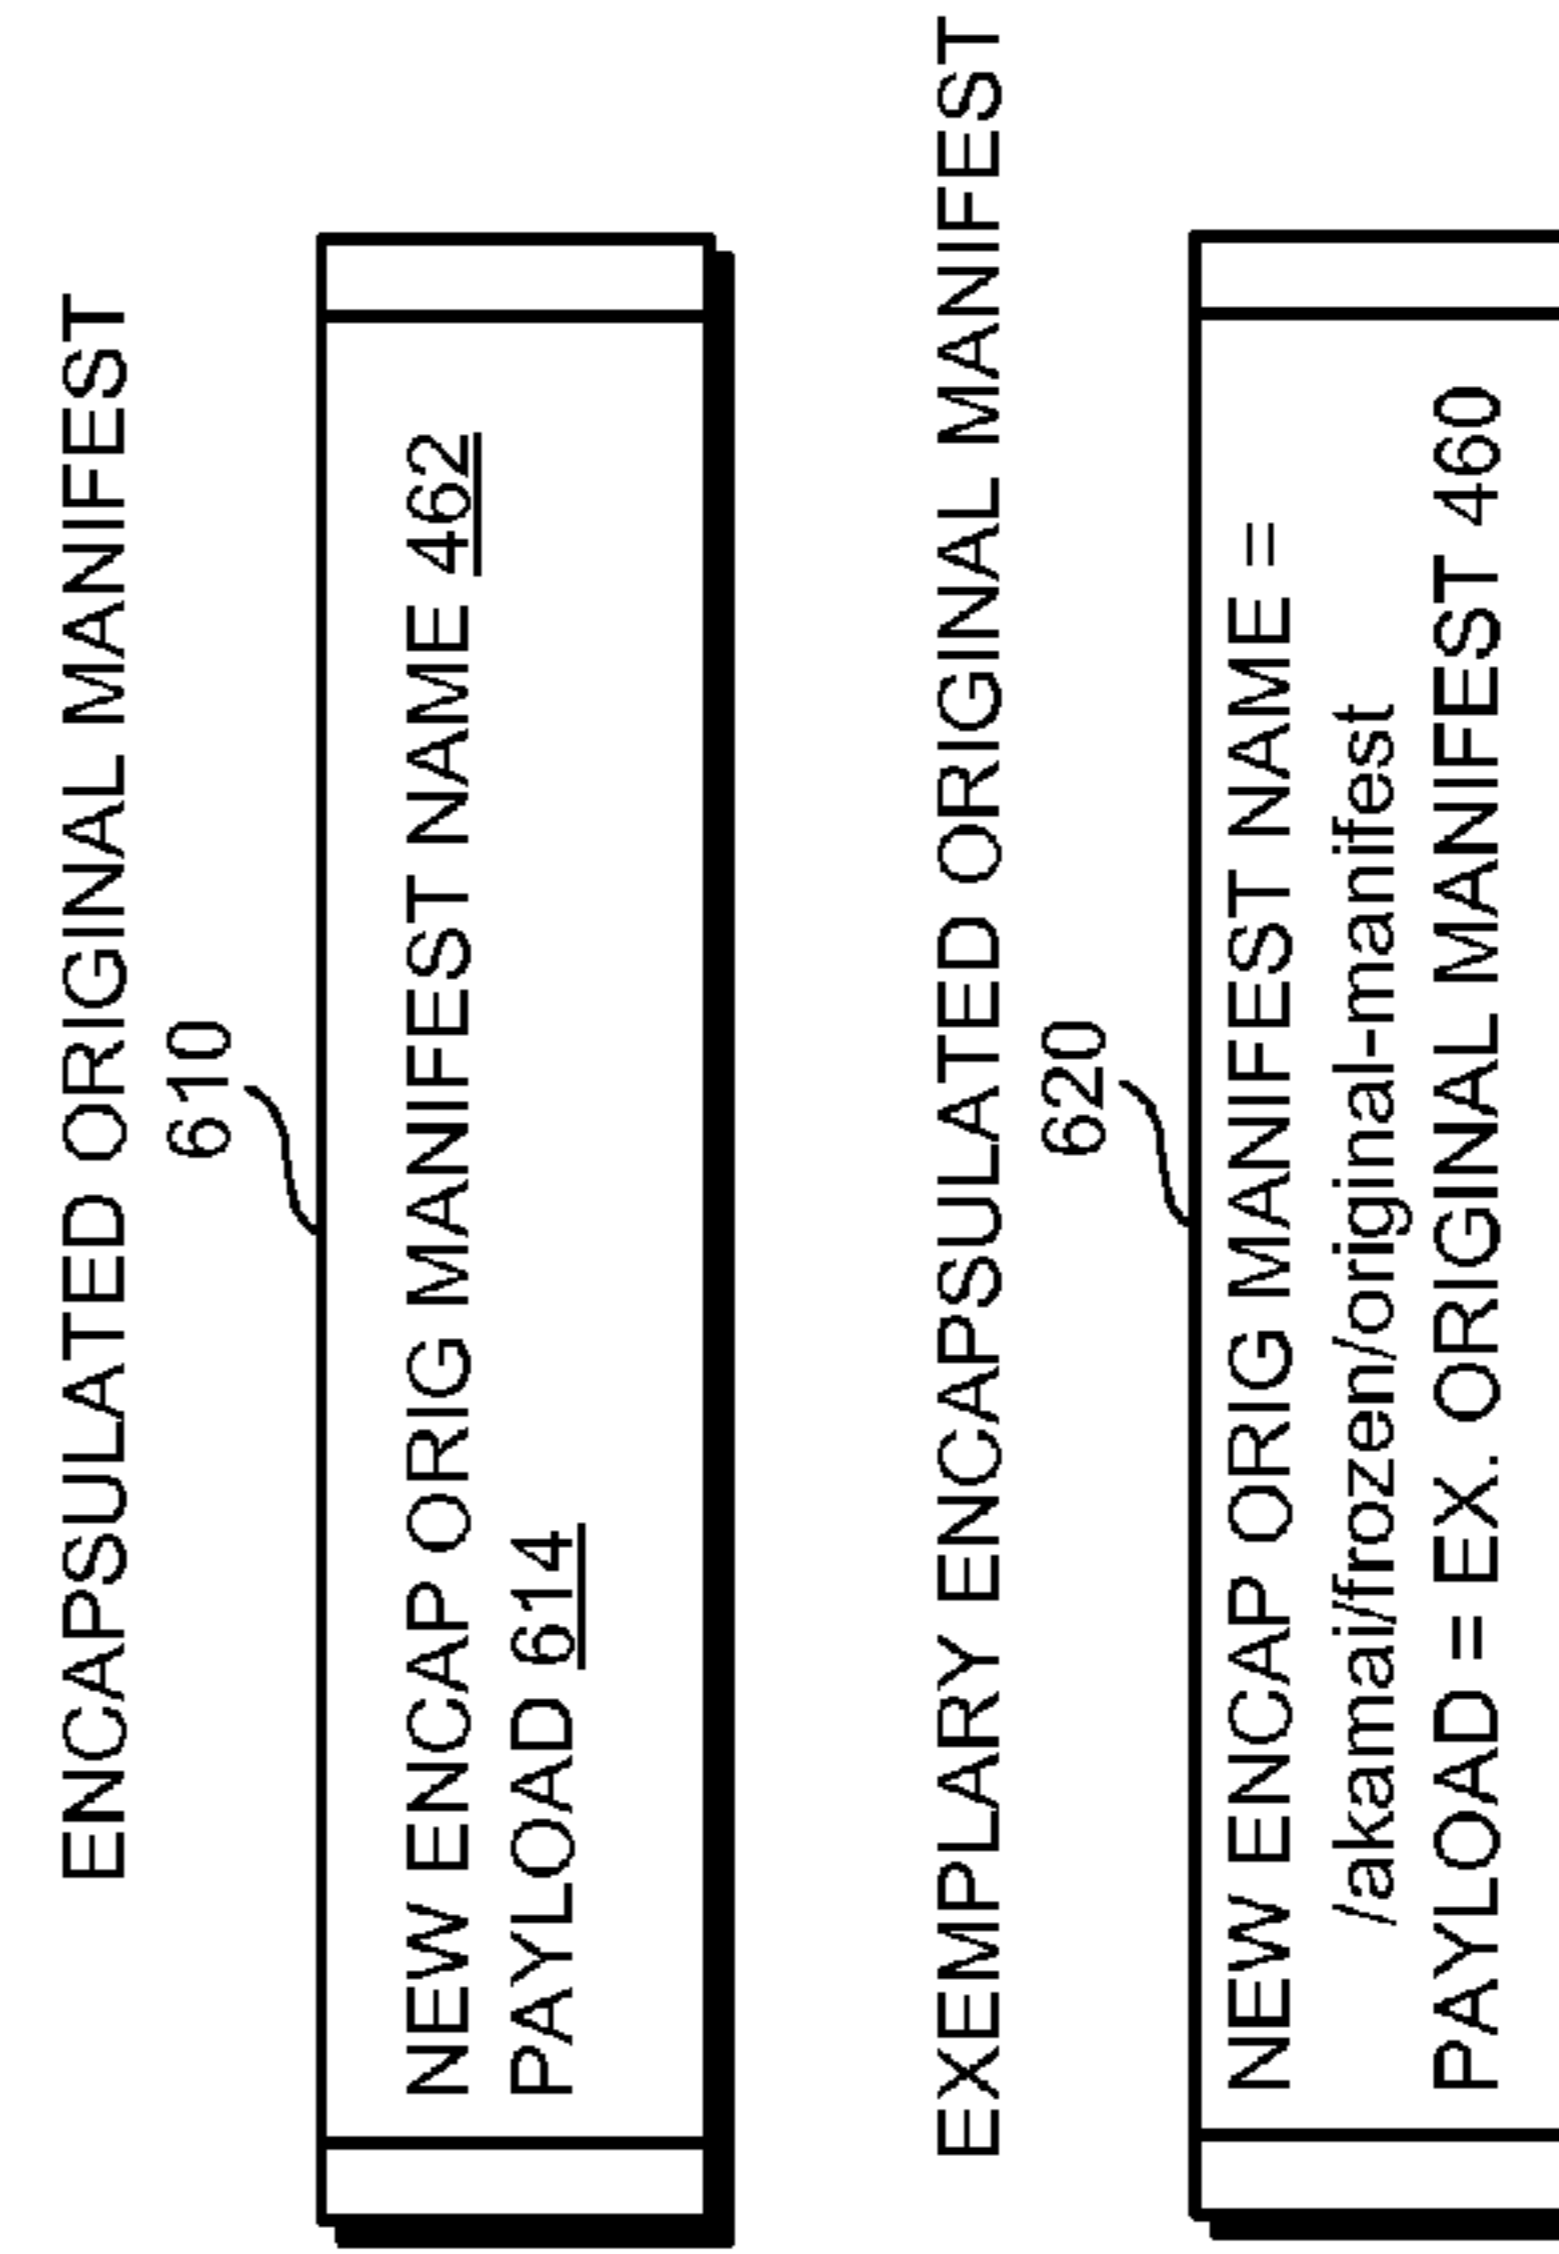 ENCAPSULATED ORIGINAL MANIFEST
610
NEW ENCAP ORIG MANIFEST NAME 462
PAYLOAD 614
EXEMPLARY ENCAPSULATED ORIGINAL MANIFEST
620
NEW ENCAP ORIG MANIFEST NAME =
/akamai/frozen/original-manifest
PAYLOAD = EX. ORIGINAL MANIFEST 460